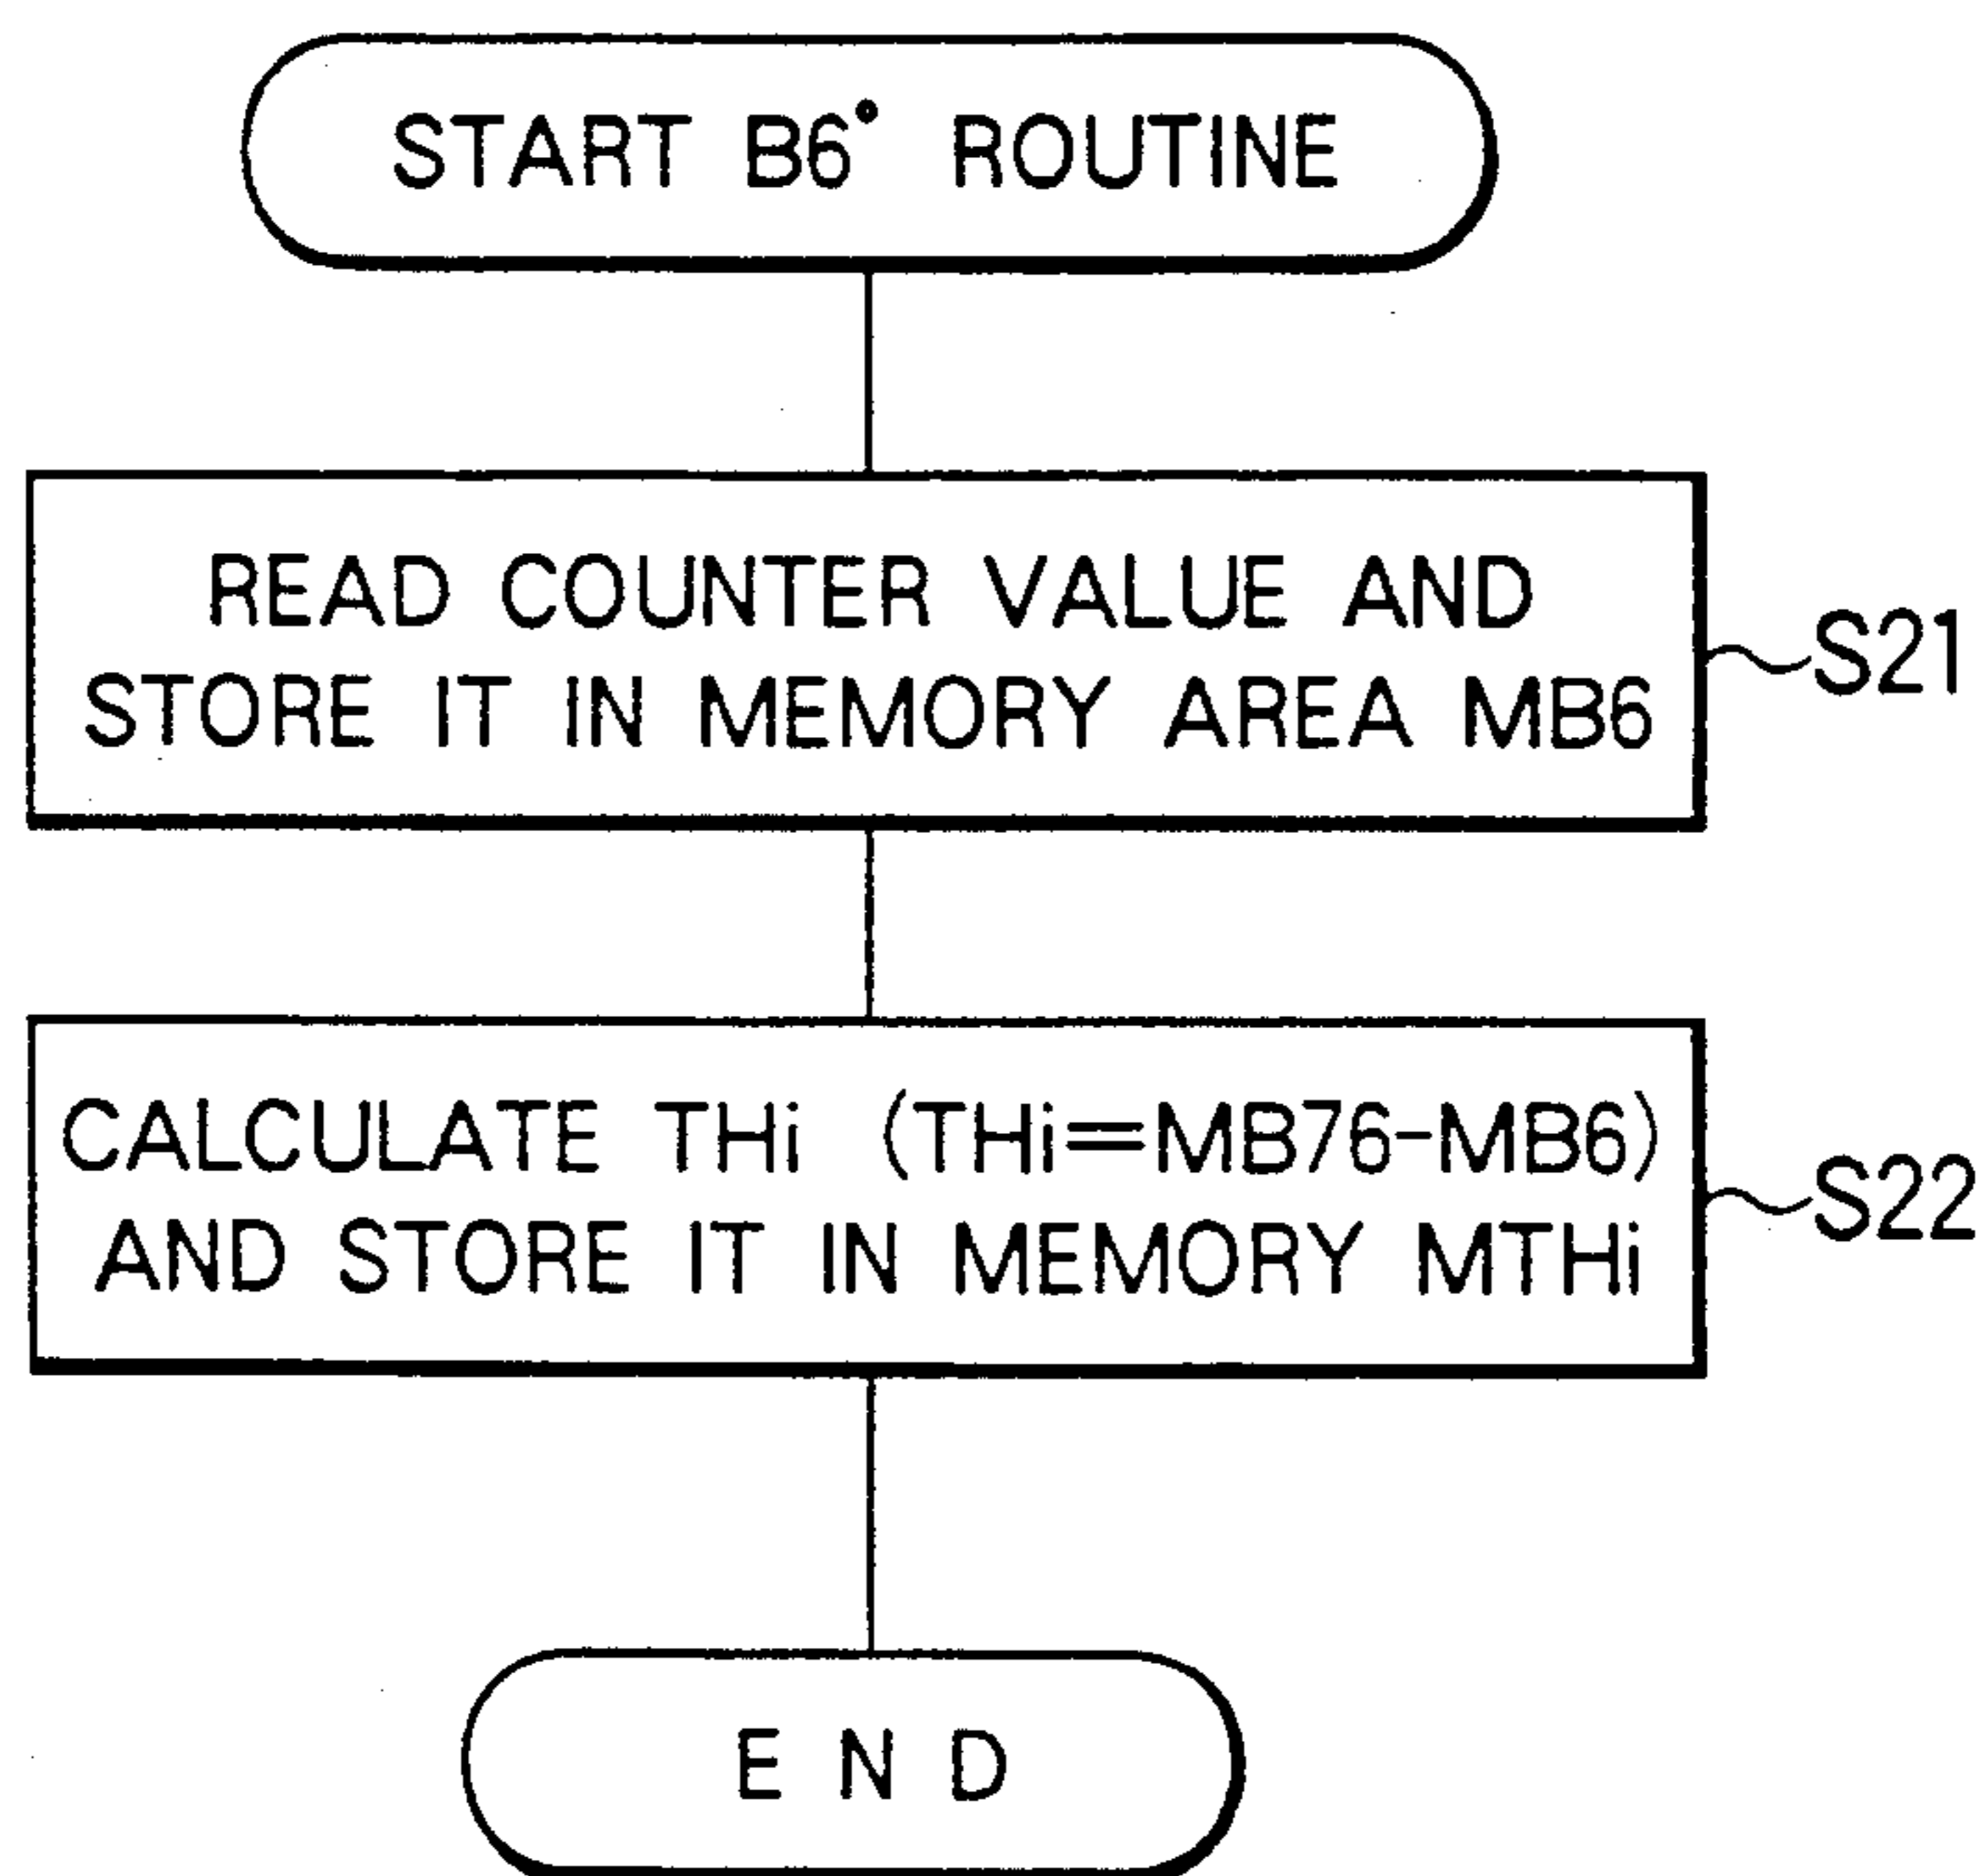 START B6° ROUTINE
READ COUNTER VALUE AND
STORE IT IN MEMORY AREA MB6
S21
CALCULATE THi (THi=MB76-MB6)
AND STORE IT IN MEMORY MTHi
S22
END